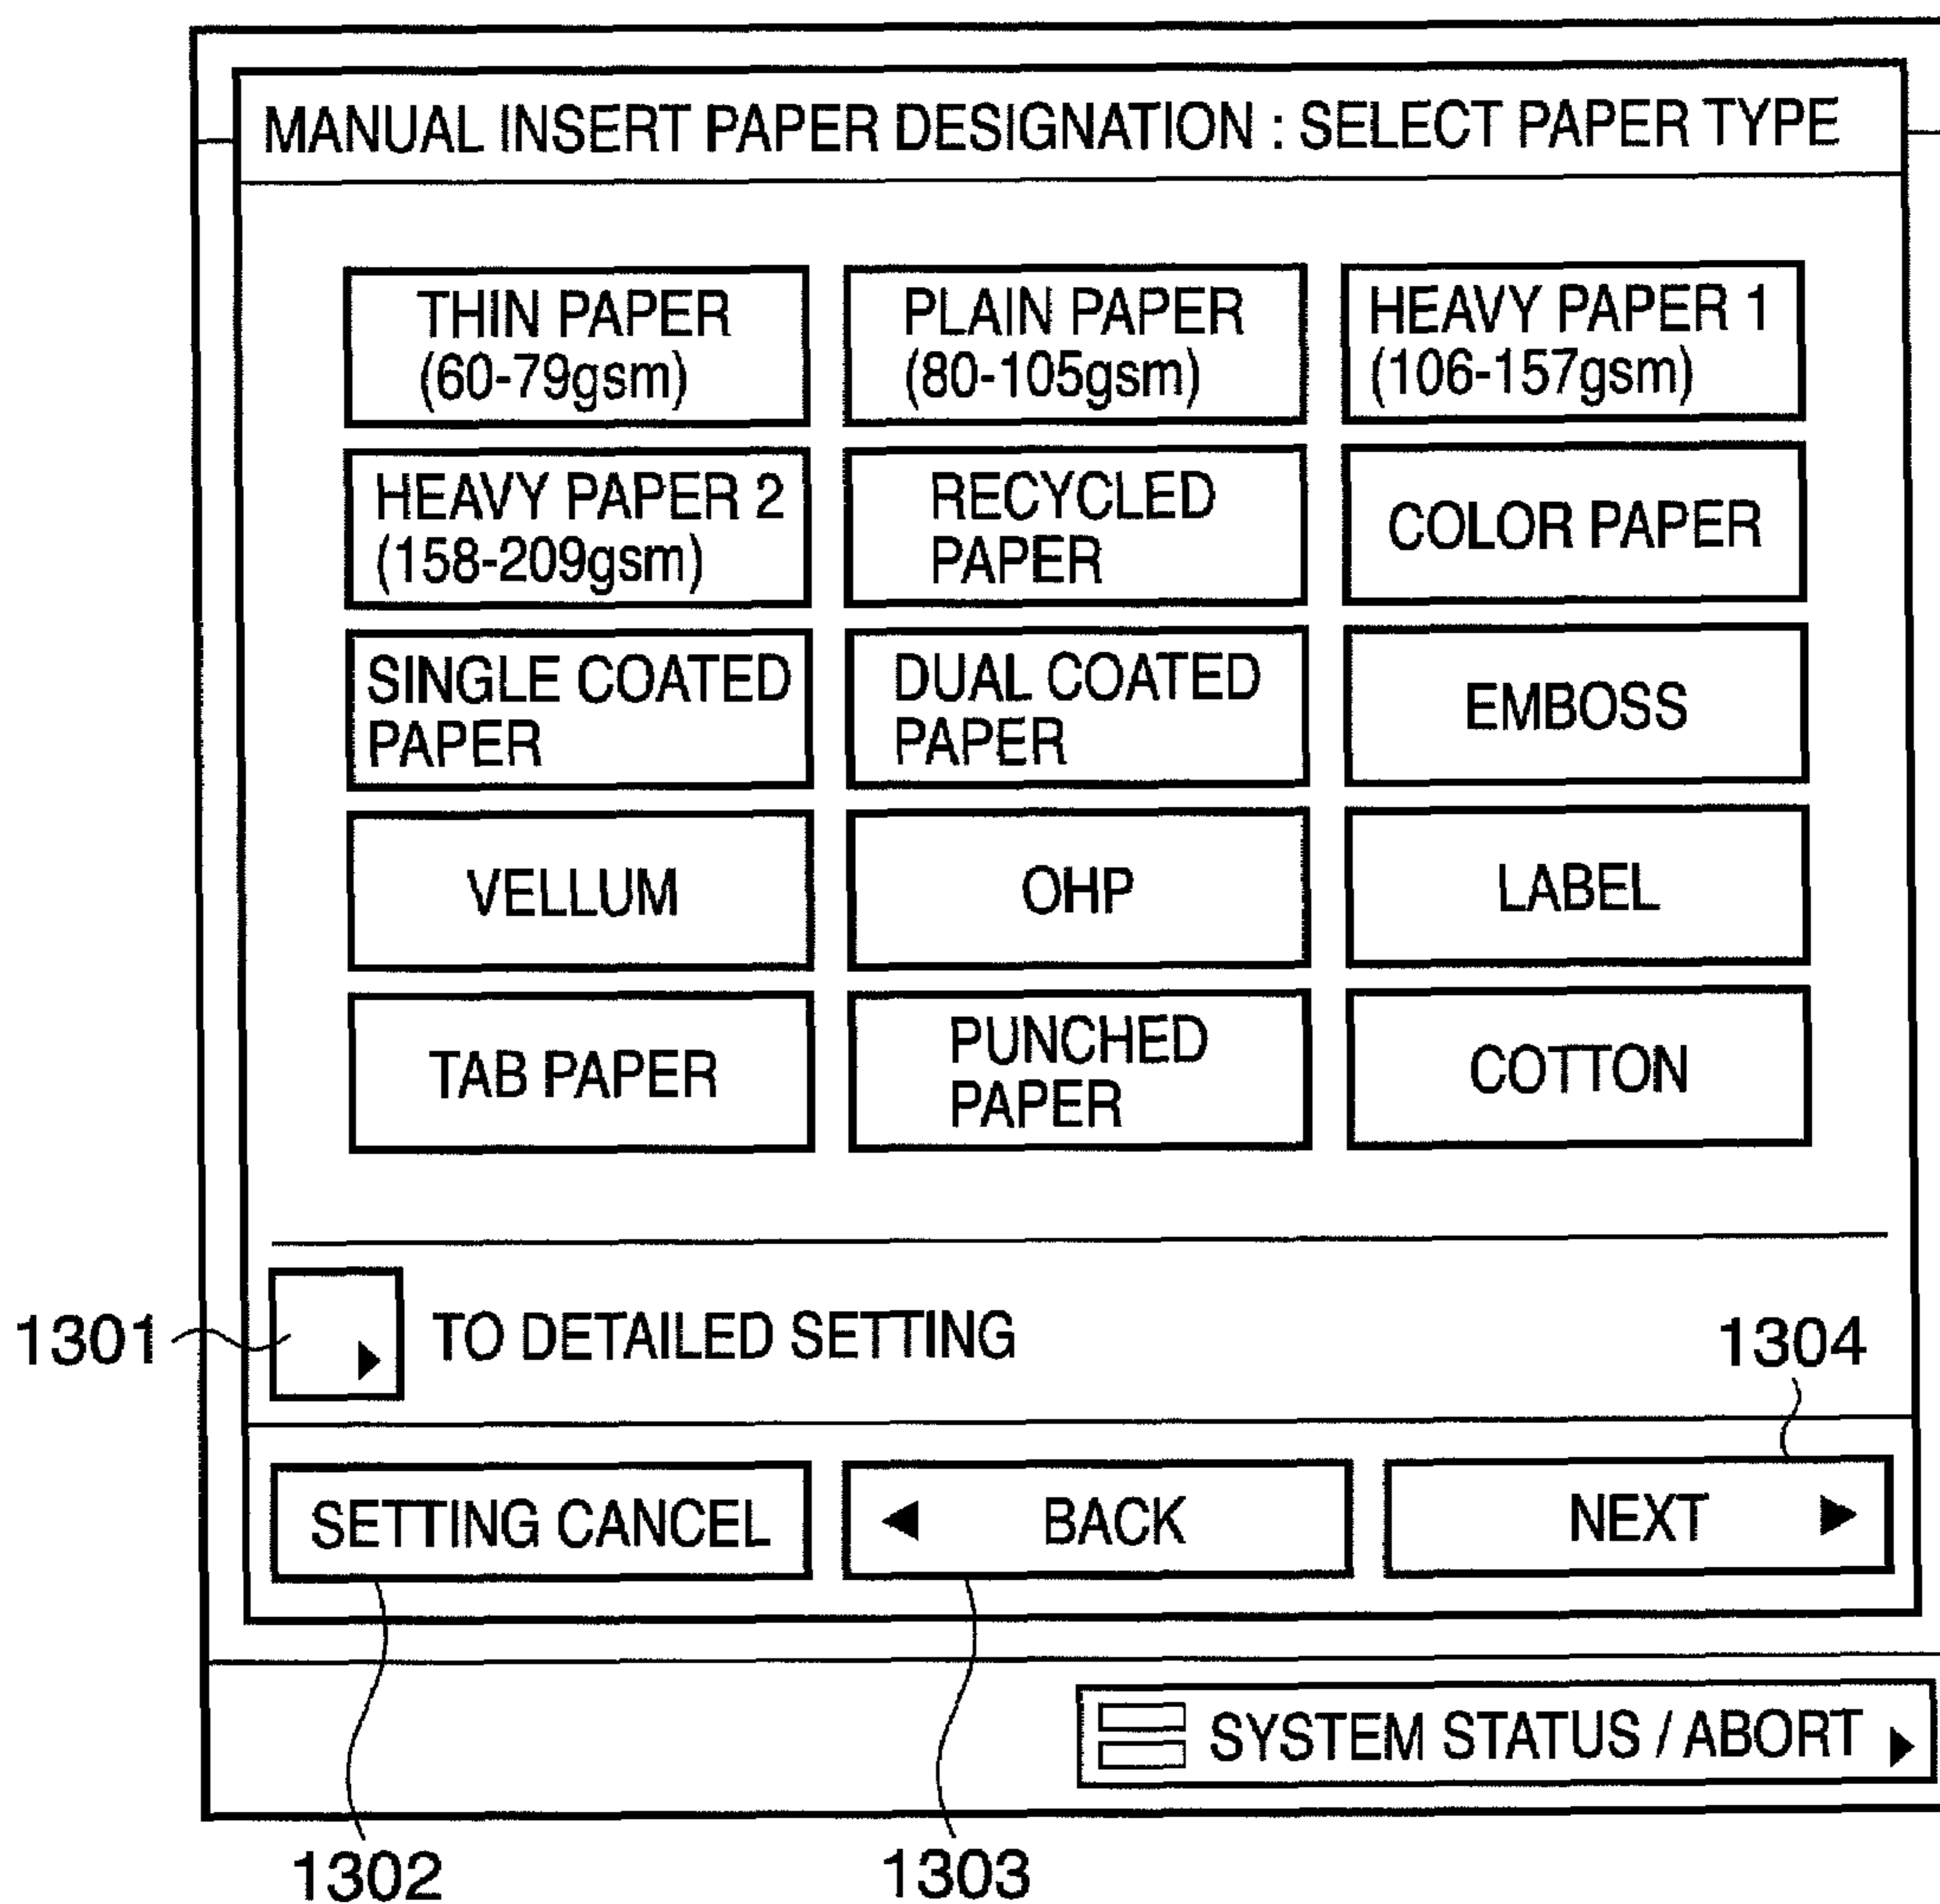 MANUAL INSERT PAPER DESIGNATION : SELECT PAPER TYPE
THIN PAPER
(60-79gsm)
PLAIN PAPER
(80-105gsm)
HEAVY PAPER 1
(106-157gsm)
HEAVY PAPER 2
(158-209gsm)
RECYCLED
PAPER
COLOR PAPER
SINGLE COATED
PAPER
DUAL COATED
PAPER
EMBOSS
VELLUM
OHP
LABEL
TAB PAPER
PUNCHED
PAPER
COTTON
1301
TO DETAILED SETTING
1304
SETTING CANCEL
BACK
NEXT
SYSTEM STATUS / ABORT
1302
1303